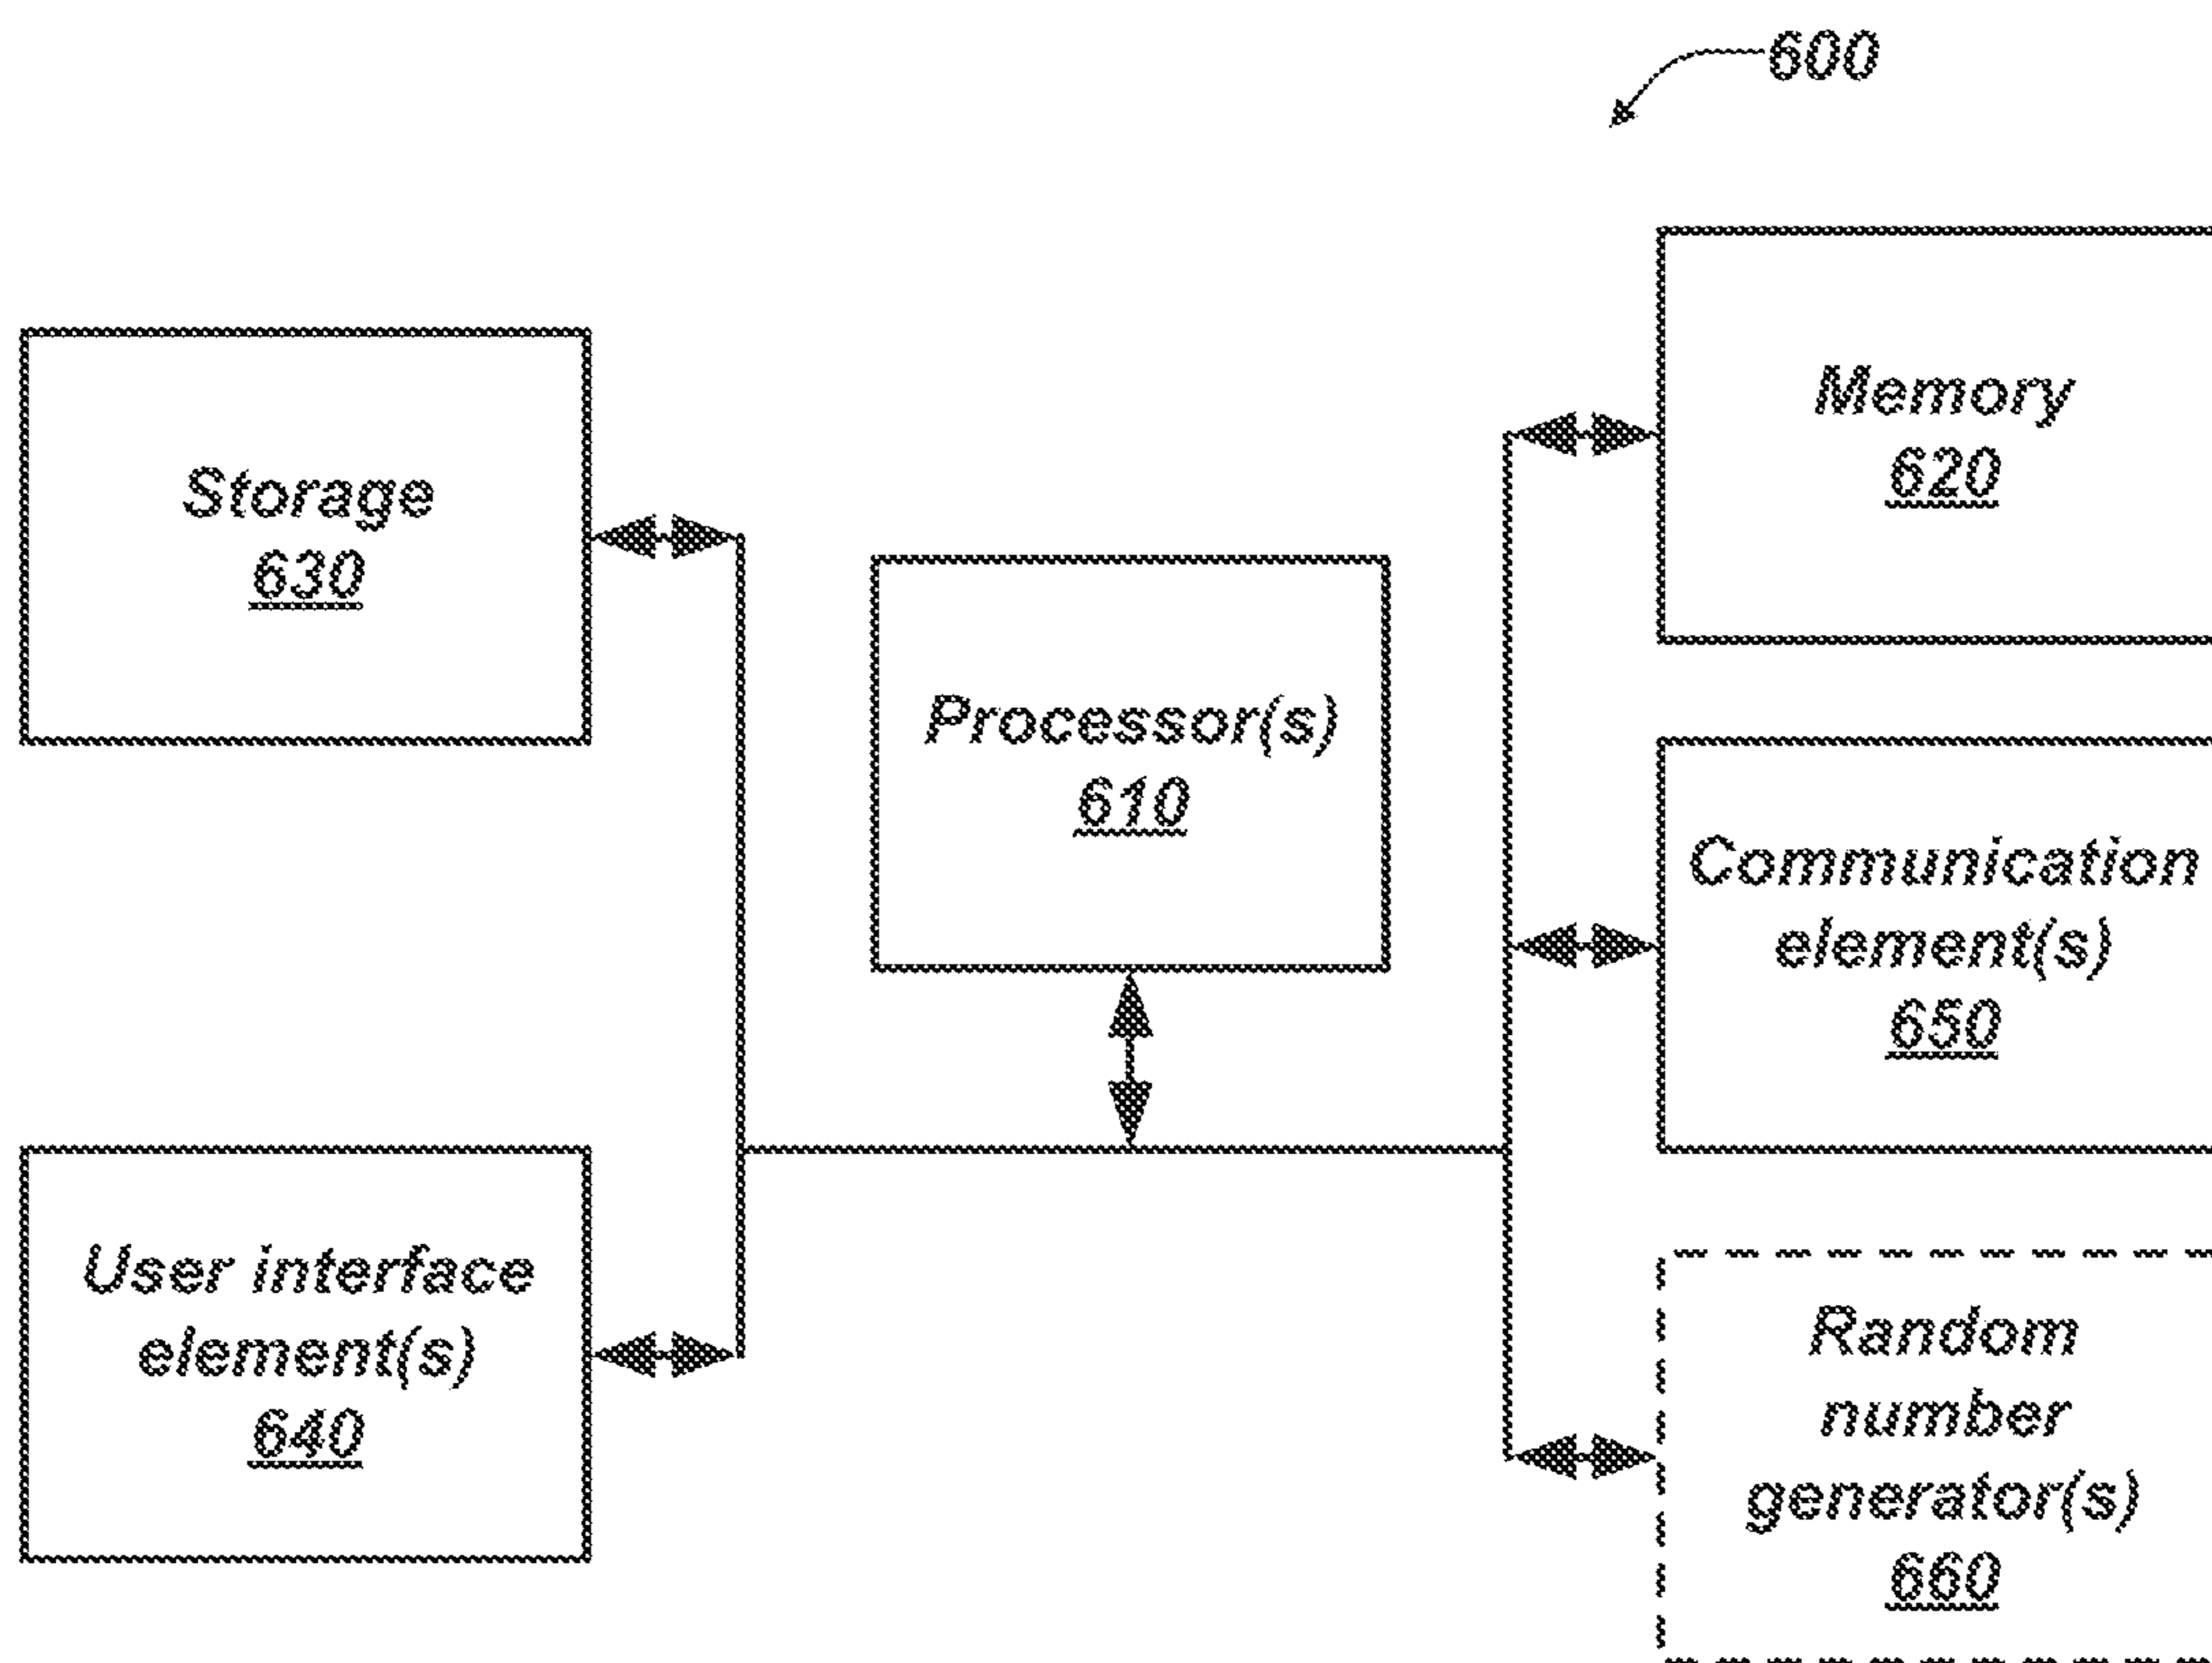 600
Memory
620
Storage
630
Processor(s)
610
Communication
element(s)
650
User interface
element(s)
640
Random
number
generator(s)
660